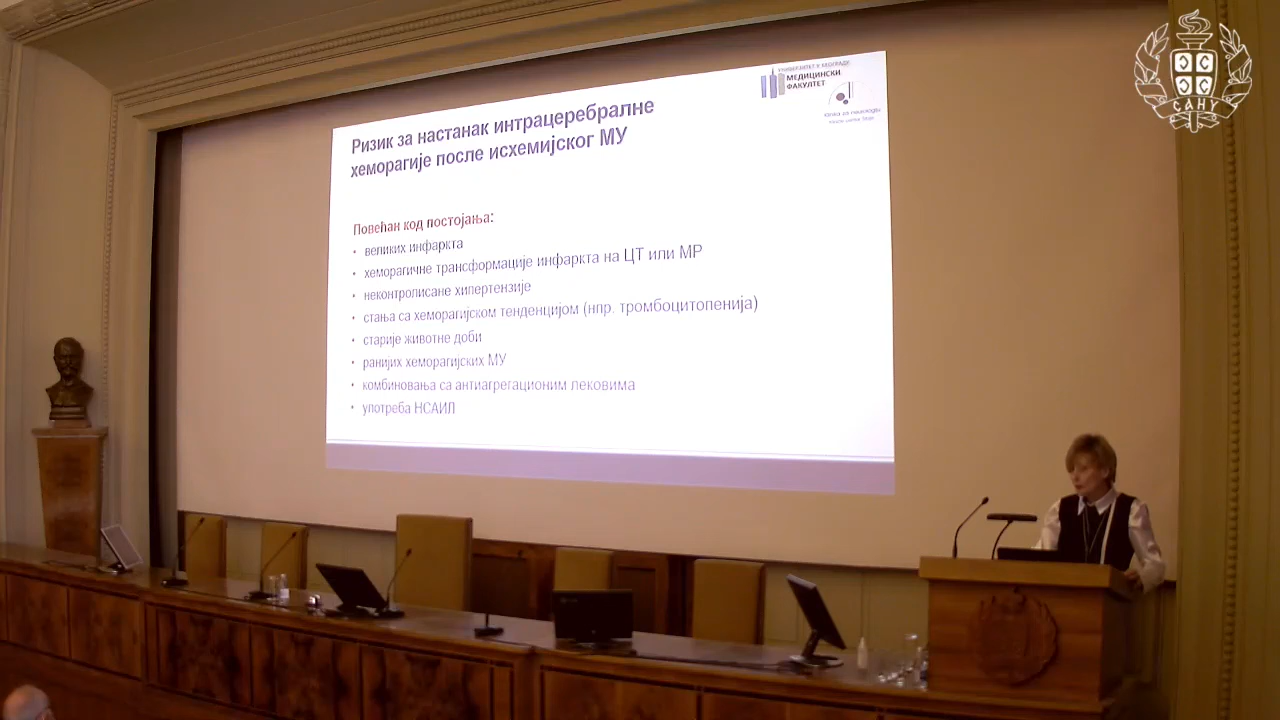 УНИВЕРЗИТЕТ У БЕОГРАДУ
МЕДИЦИНСКИ
ФАКУЛТЕТ
Ризик за настанак интрацеребралне
хеморагије после исхемијског МУ
Повећан код постојања:
• великих инфаркта
• хеморагичне трансформације инфаркта на ЦТ или МР
• неконтролисане хипертензије
• стања са хеморагијском тенденцијом (нпр. тромбоцитопенија)
• старије животне доби
• ранијих хеморагијских МУ
• комбиновања са антиагрегационим лековима
• употреба НСАИЛ
САНУ